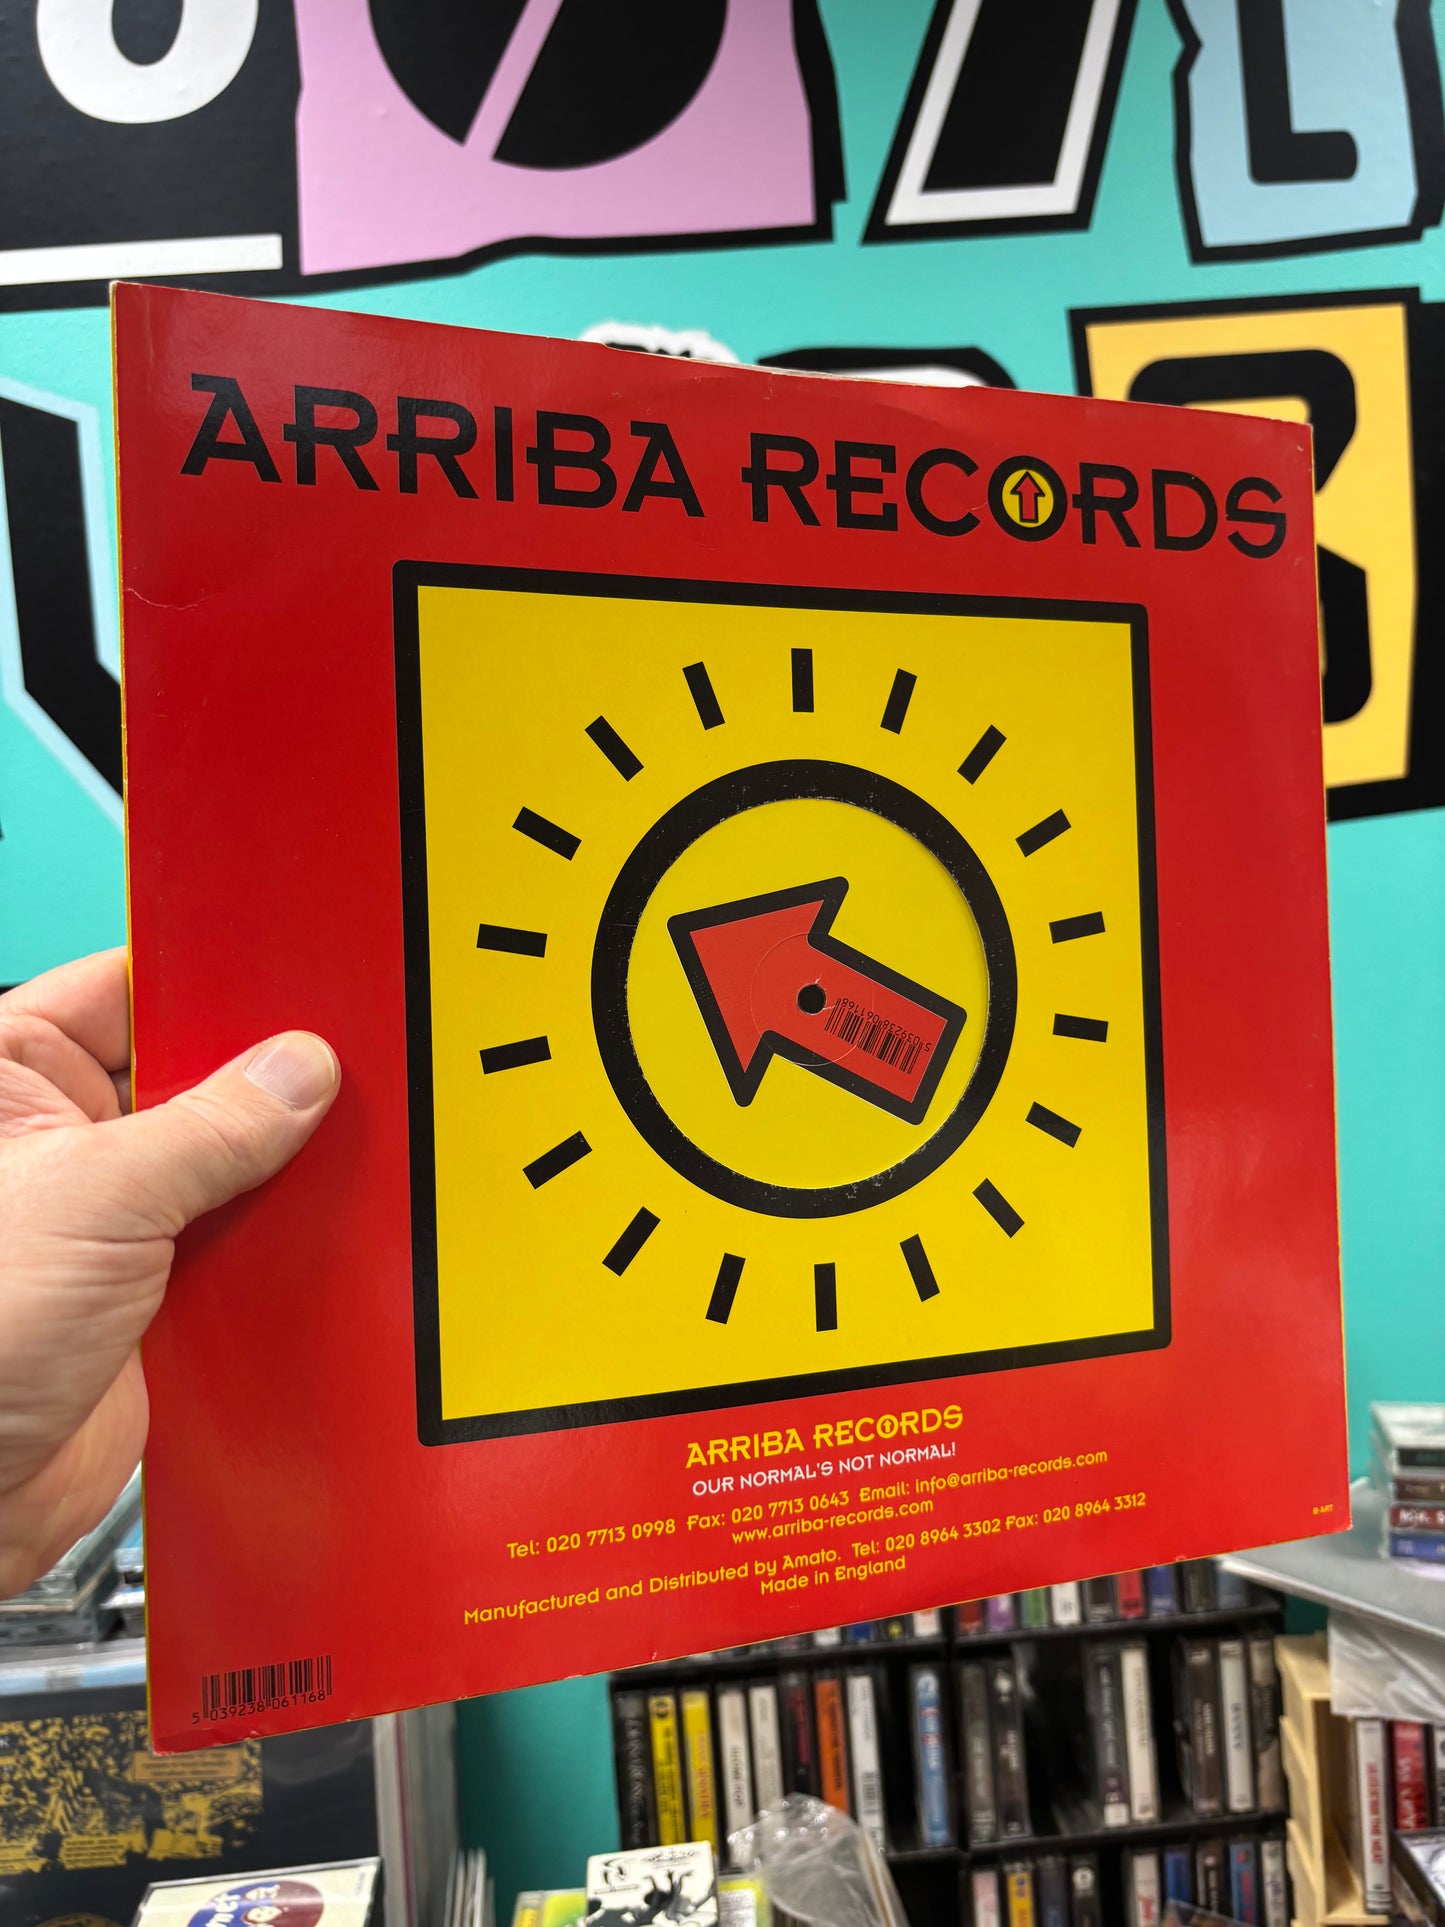 ARRIBA RECORDS
5 039238 061168
ARRIBA RECORDS
OUR NORMAL'S NOT NORMAL!
Tel: 020 7713 0998 Fax: 020 7713 0643 Email: info@arriba-records.com
www.arriba-records.com
Manufactured and Distributed by Amato. Tel: 020 8964 3302 Fax: 020 8964 3312
Made in England
B-ART
5 039238 061168